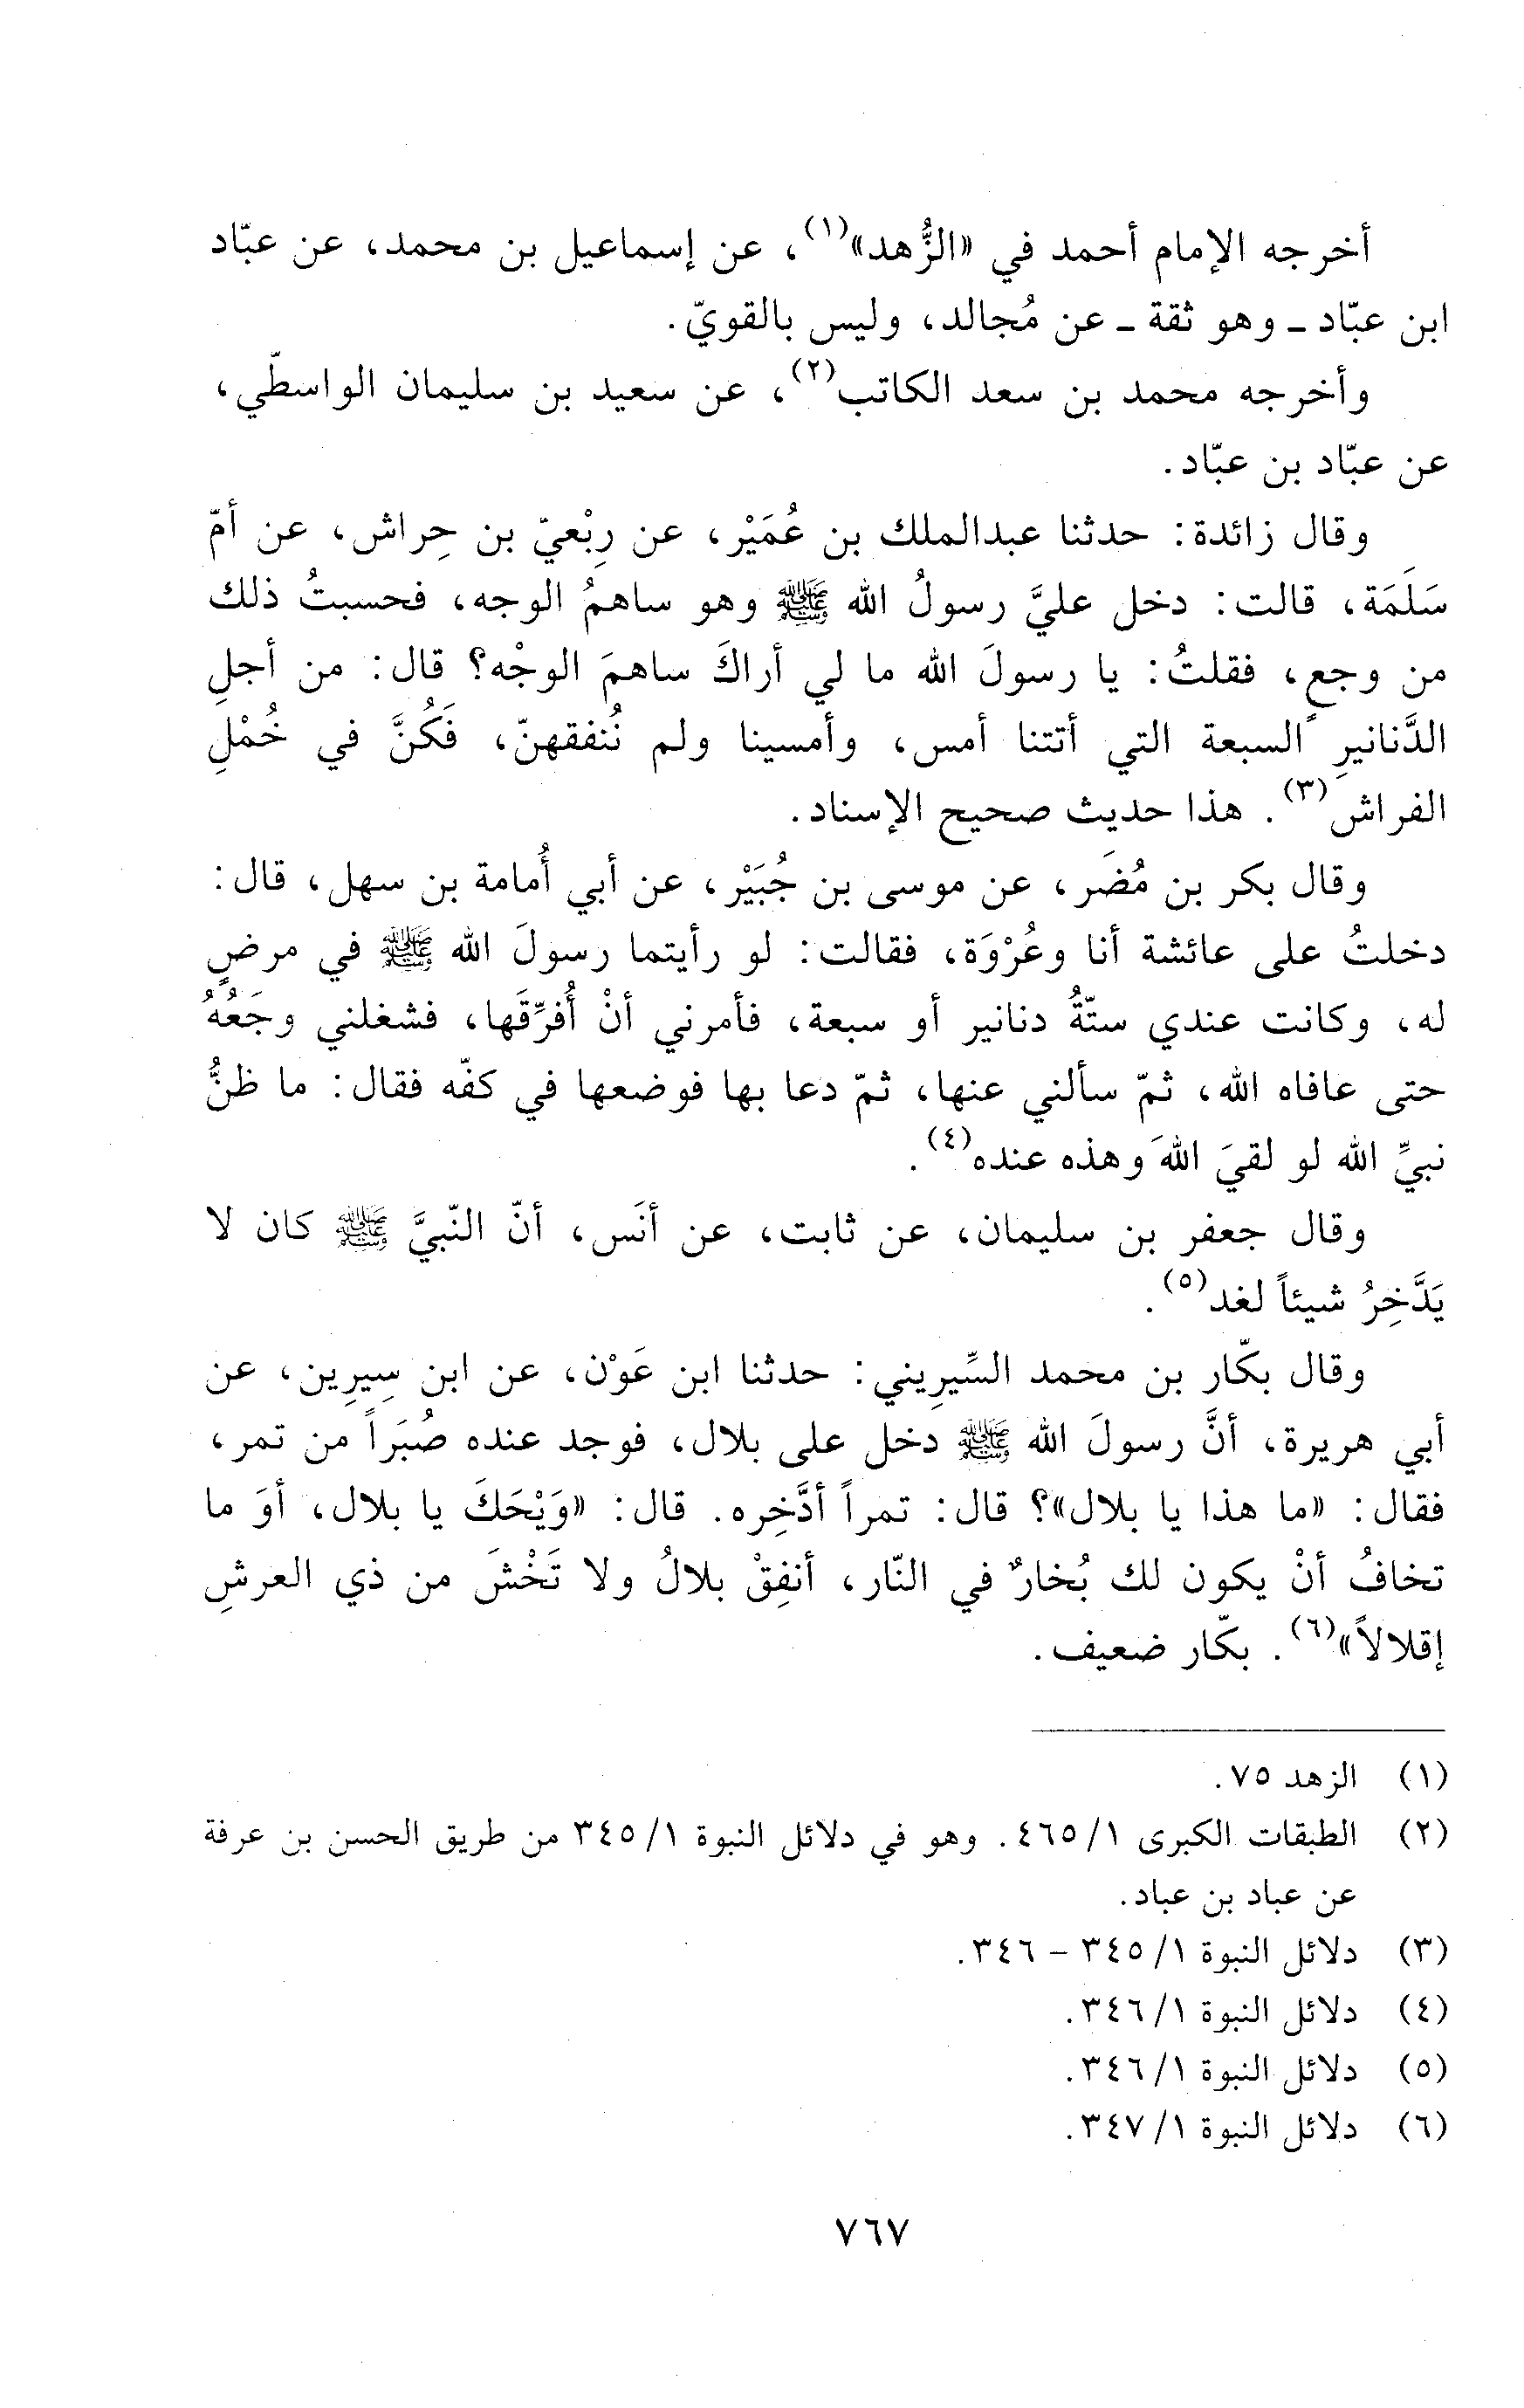 أخرجه الإمام أحمد في «الزُّهد»(١)، عن إسماعيل بن محمد، عن عبّاد
ابن عبّاد ـ وهو ثقة ـ عن مُجالد، وليس بالقويّ.
وأخرجه محمد بن سعد الكاتب(٢)، عن سعيد بن سليمان الواسطّي،
عن عبّاد بن عبّاد.
وقال زائدة: حدثنا عبدالملك بن عُمَيْر، عن رِبْعيّ بن حِراش، عن أمّ
سَلَمَة، قالت: دخل عليَّ رسولُ الله ﷺ وهو ساهمُ الوجه، فحسبتُ ذلك
من وجعٍ، فقلتُ: يا رسولَ الله ما لي أراكَ ساهمَ الوجْه؟ قال: من أجلِ
الدَّنانيرِ السبعة التي أتتنا أمس، وأمسينا ولم نُنفقهنّ، فَكُنَّ في خُمْلِ
الفراش(٣). هذا حديث صحيح الإسناد.
وقال بكر بن مُضَر، عن موسى بن جُبَيْر، عن أبي أُمامة بن سهل، قال:
دخلتُ على عائشة أنا وعُرْوَة، فقالت: لو رأيتما رسولَ الله ﷺ في مرضٍ
له، وكانت عندي ستّةُ دنانير أو سبعة، فأمرني أنْ أُفرِّقَها، فشغلني وجَعُهُ
حتى عافاه الله، ثمّ سألني عنها، ثمّ دعا بها فوضعها في كفّه فقال: ما ظنُّ
نبيِّ الله لو لقيَ اللهَ وهذه عنده(٤).
وقال جعفر بن سليمان، عن ثابت، عن أنَس، أنّ النّبيَّ ﷺ كان لا
يَدَّخِرُ شيئاً لغد(٥).
وقال بكّار بن محمد السِّيرِيني: حدثنا ابن عَوْن، عن ابن سِيرِين، عن
أبي هريرة، أنَّ رسولَ الله ﷺ دخل على بلال، فوجد عنده صُبَراً من تمر،
فقال: «ما هذا يا بلال»؟ قال: تمراً أدَّخِره. قال: «وَيْحَكَ يا بلال، أوَ ما
تخافُ أنْ يكون لك بُخارٌ في النّار، أنفِقْ بلالُ ولا تَخْشَ من ذي العرشِ
إقلالاً»(٦). بكّار ضعيف.
(١) الزهد ٧٥.
(٢) الطبقات الكبرى ١/ ٤٦٥. وهو في دلائل النبوة ١/ ٣٤٥ من طريق الحسن بن عرفة
عن عباد بن عباد.
(٣) دلائل النبوة ١/ ٣٤٥ - ٣٤٦.
(٤) دلائل النبوة ١/ ٣٤٦.
(٥) دلائل النبوة ١/ ٣٤٦.
(٦) دلائل النبوة ١/ ٣٤٧.
٧٦٧